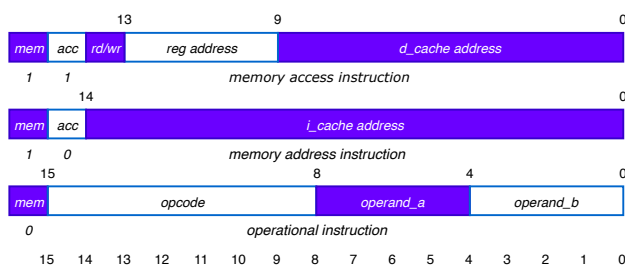 13 9 0
mem acc rd/wr reg address d_cache address
1 1 memory access instruction
14 0
mem acc i_cache address
1 0 memory address instruction
15 8 4 0
mem opcode operand_a operand_b
0 operational instruction
15 14 13 12 11 10 9 8 7 6 5 4 3 2 1 0